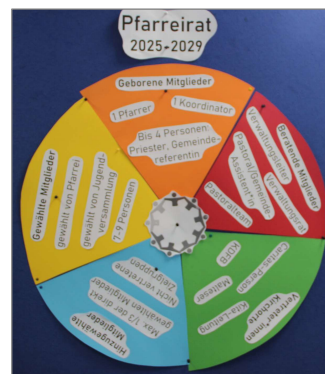 Pfarreirat
2025-2029
Geborene Mitglieder
1 Pfarrer
1 Koordinator
Bis 4 Personen:
Priester, Gemeinde-
referentin
Beratende Mitglieder
Verwaltungsrat
Verwaltungsleiter
Pastoral/Gemeinde-
Assistent*in
Pastoralteam
Vertreter*innen
Kirchorte
Caritas-Person
Kita-Leitung
Malteser
KDFB
Hinzugewählte
Mitglieder
Max 1/3 der direkt
gewählten Mitglieder
Nicht vertretene
Zielgruppen
Gewählte Mitglieder
gewählt von Pfarrei
gewählt von Jugend-
versammlung
7-9 Personen